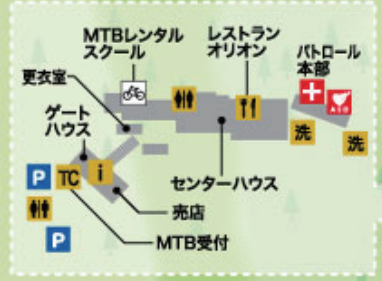 MTBレンタル
スクール
レストラン
オリオン
パトロール
本部
更衣室
AED
ゲート
ハウス
洗
洗
P
TC
i
センターハウス
売店
P
MTB受付